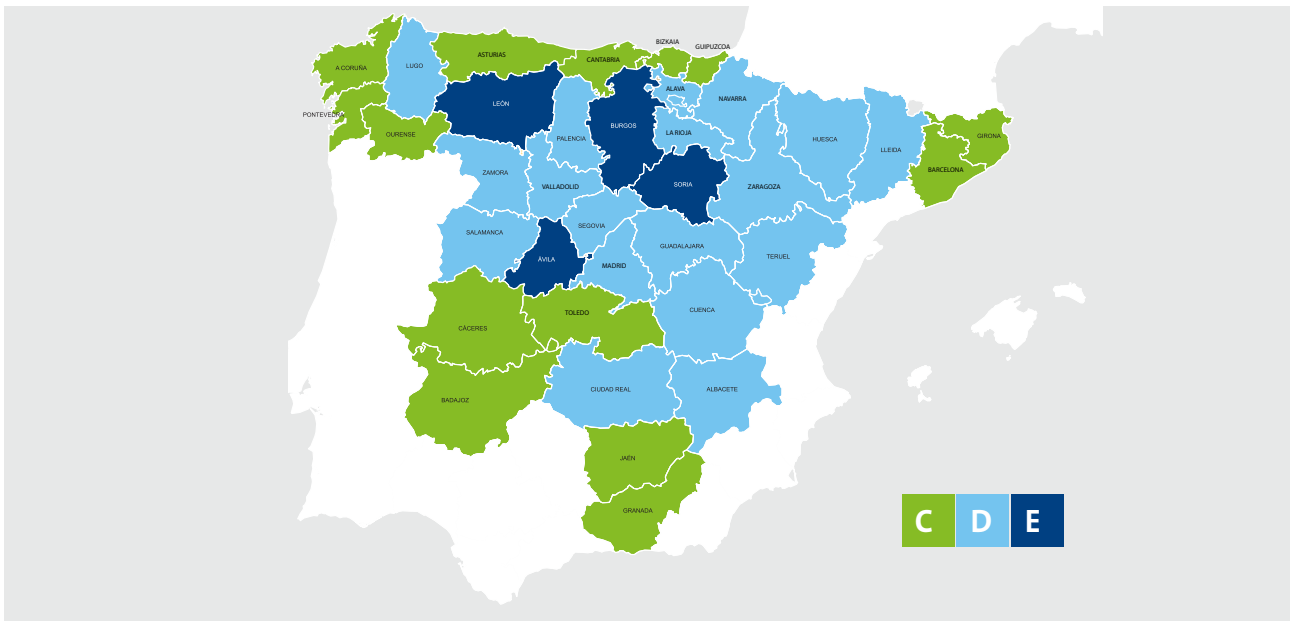 BIZKAIA
GUIPUZCOA
ASTURIAS
CANTABRIA
A CORUÑA
LUGO
ALAVA
NAVARRA
LEÓN
PONTEVEDRA
BURGOS
OURENSE
LA RIOJA
PALENCIA
HUESCA
LLEIDA
GIRONA
BARCELONA
ZAMORA
VALLADOLID
SORIA
ZARAGOZA
SALAMANCA
SEGOVIA
GUADALAJARA
TERUEL
ÁVILA
MADRID
CUENCA
TOLEDO
CÁCERES
CIUDAD REAL
ALBACETE
BADAJOZ
JAÉN
GRANADA
C D E